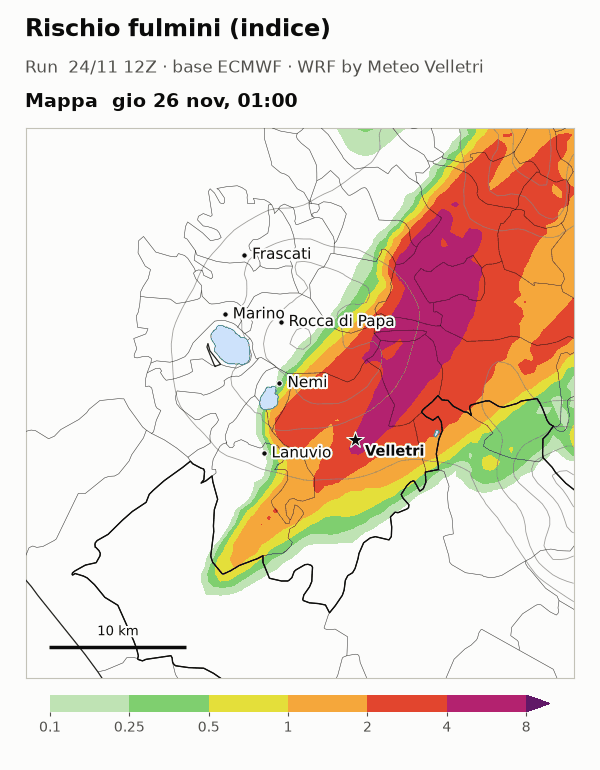 Rischio fulmini (indice)
Run  24/11 12Z · base ECMWF · WRF by Meteo Velletri
Mappa  gio 26 nov, 01:00
Frascati
Marino
Rocca di Papa
Nemi
Velletri
Lanuvio
10 km
0.1 0.25 0.5 1 2 4 8